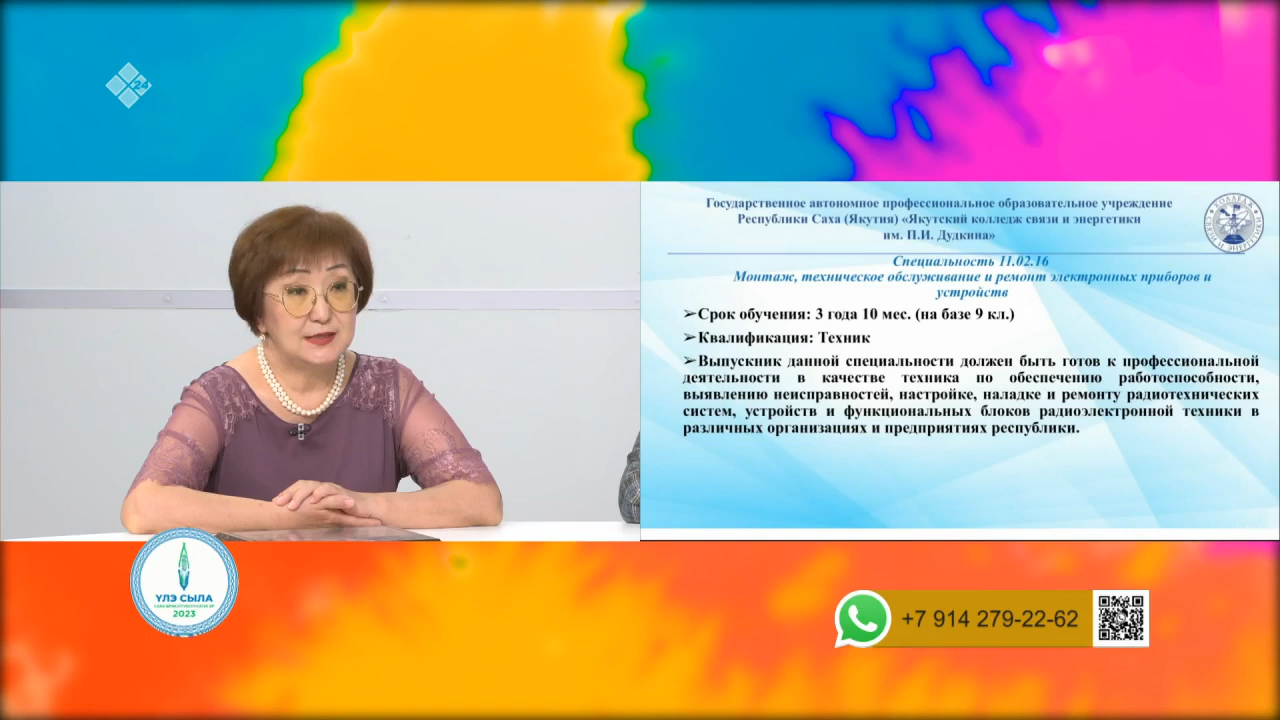 X24
Государственное автономное профессиональное образовательное учреждение
Республики Саха (Якутия) «Якутский колледж связи и энергетики
им. П.И. Дудкина»
Специальность 11.02.16
Монтаж, техническое обслуживание и ремонт электронных приборов и
устройств
➢Срок обучения: 3 года 10 мес. (на базе 9 кл.)
➢Квалификация: Техник
➢Выпускник данной специальности должен быть готов к профессиональной
деятельности в качестве техника по обеспечению работоспособности,
выявлению неисправностей, настройке, наладке и ремонту радиотехнических
систем, устройств и функциональных блоков радиоэлектронной техники в
различных организациях и предприятиях республики.
ҮЛЭ СЫЛА
2023
+7 914 279-22-62